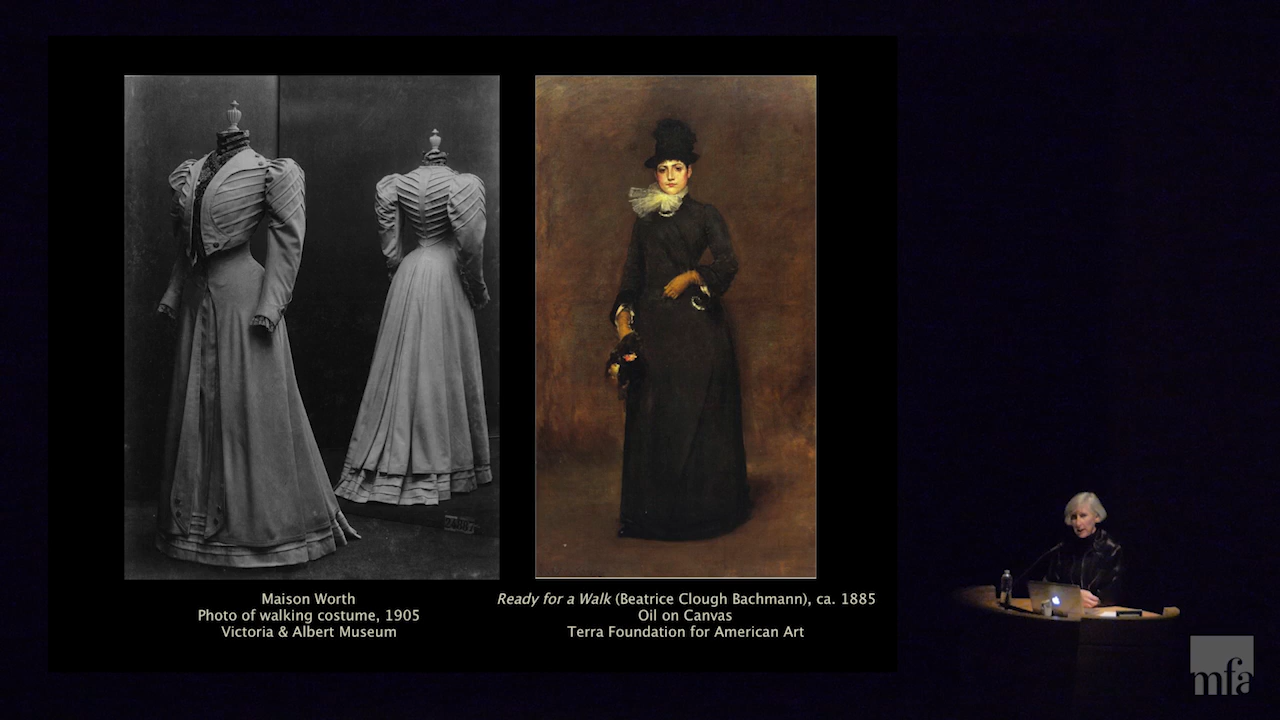 Maison Worth
Photo of walking costume, 1905
Victoria & Albert Museum
Ready for a Walk (Beatrice Clough Bachmann), ca. 1885
Oil on Canvas
Terra Foundation for American Art
mfa